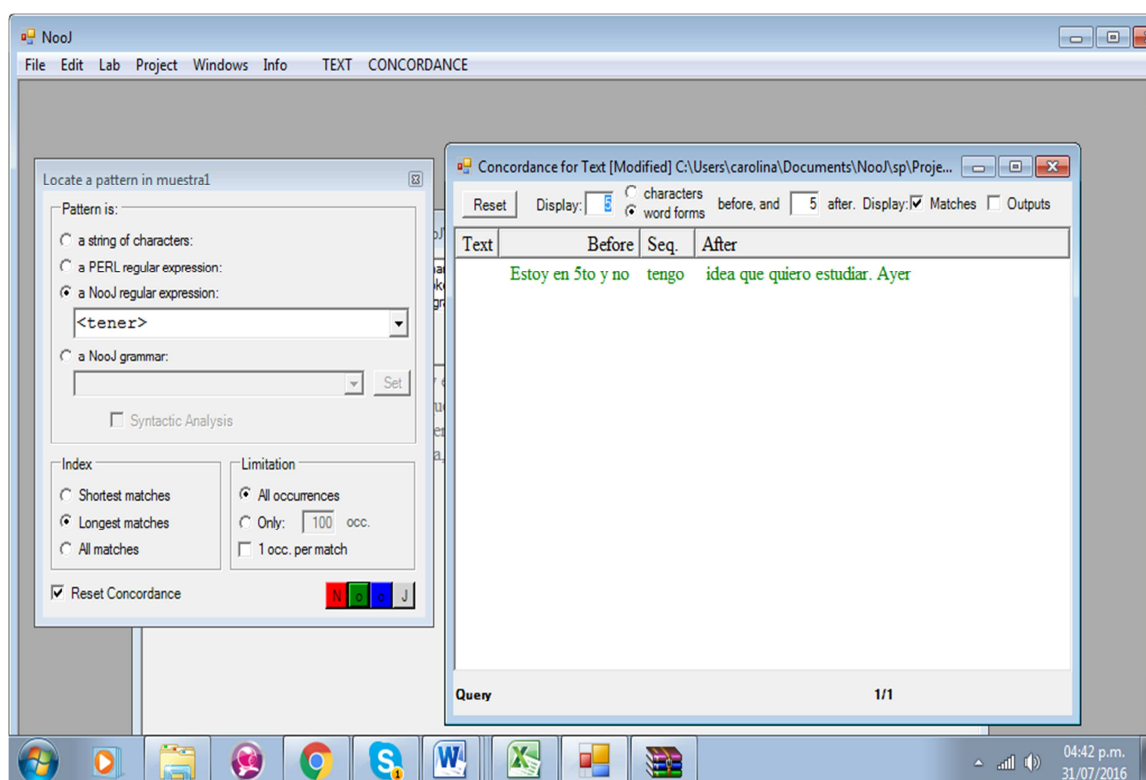 NooJ
File Edit Lab Project Windows Info TEXT CONCORDANCE
Locate a pattern in muestra1
Pattern is:
a string of characters:
a PERL regular expression:
a NooJ regular expression:
<tener>
a NooJ grammar:
Set
Syntactic Analysis
Index
Shortest matches
Longest matches
All matches
Limitation
All occurrences
Only: 100 occ.
1 occ. per match
Reset Concordance
N o o J
Concordance for Text [Modified] C:\Users\carolina\Documents\NooJ\sp\Proje...
Reset Display: 5 characters word forms before, and 5 after. Display: Matches Outputs
Text Before Seq. After
Estoy en 5to y no tengo idea que quiero estudiar. Ayer
Query 1/1
04:42 p.m.
31/07/2016